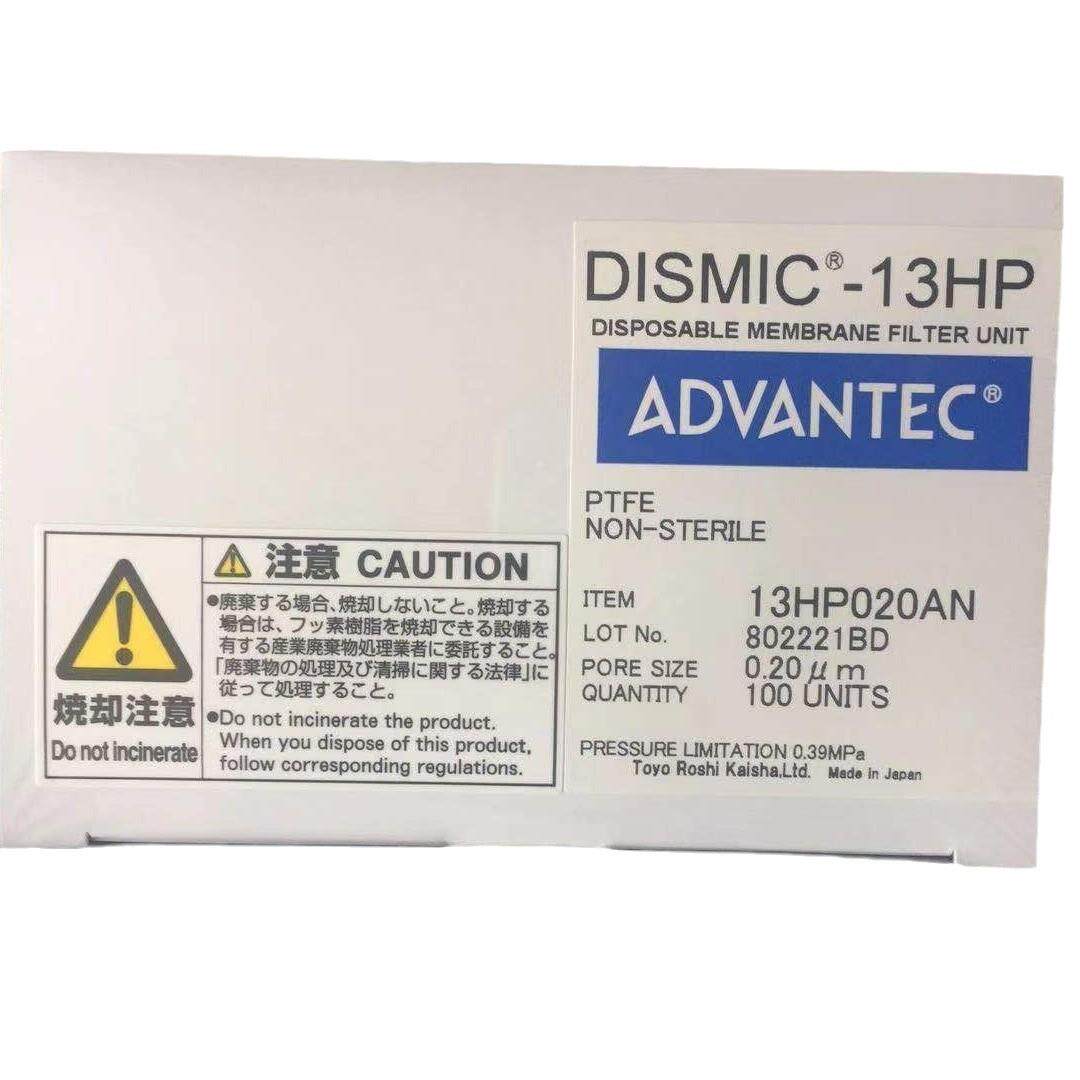 DISMIC®-13HP
DISPOSABLE MEMBRANE FILTER UNIT
ADVANTEC®
PTFE
NON-STERILE
ITEM 13HP020AN
LOT No. 802221BD
PORE SIZE 0.20μm
QUANTITY 100 UNITS
PRESSURE LIMITATION 0.39MPa
Toyo Roshi Kaisha,Ltd. Made in Japan
焼却注意
Do not incinerate
注意 CAUTION
●廃棄する場合、焼却しないこと。焼却する
場合は、フッ素樹脂を焼却できる設備を
有する産業廃棄物処理業者に委託すること。
「廃棄物の処理及び清掃に関する法律」に
従って処理すること。
●Do not incinerate the product.
When you dispose of this product,
follow corresponding regulations.